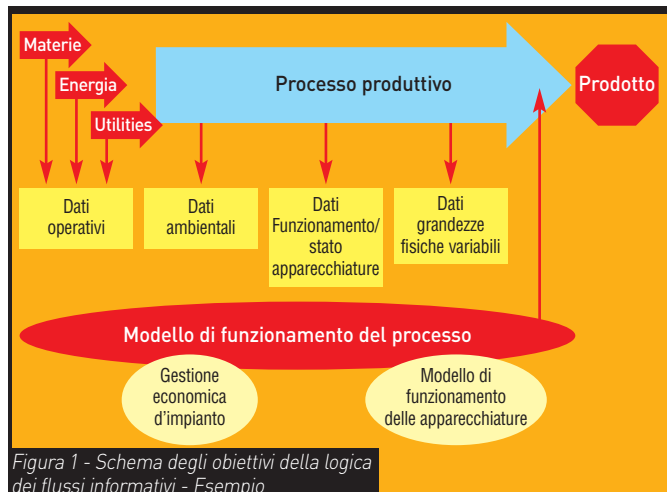 Materie
Energia
Utilities
Processo produttivo
Prodotto
Dati
operativi
Dati
ambientali
Dati
Funzionamento/
stato
apparecchiature
Dati
grandezze
fisiche variabili
Modello di funzionamento del processo
Gestione
economica
d'impianto
Modello di
funzionamento
delle apparecchiature
Figura 1 - Schema degli obiettivi della logica
dei flussi informativi - Esempio